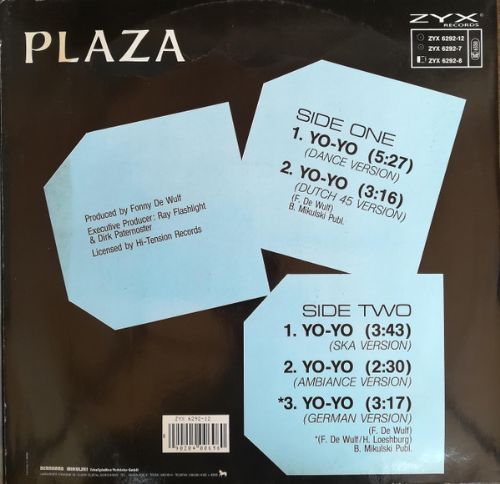 PLAZA
ZYX
RECORDS
ZYX 6292-12
ZYX 6292-7
ZYX 6292-8
SIDE ONE
1. YO-YO (5:27)
(DANCE VERSION)
2. YO-YO (3:16)
(DUTCH 45 VERSION)
(F. De Wulf)
B. Mikulski Publ.
Produced by Fonny De Wulf
Executive Producer: Ray Flashlight
& Dirk Paternoster
Licensed by Hi-Tension Records
SIDE TWO
1. YO-YO (3:43)
(SKA VERSION)
2. YO-YO (2:30)
(AMBIANCE VERSION)
*3. YO-YO (3:17)
(GERMAN VERSION)
(F. De Wulf)
*(F. De Wulf/H. Loeshburg)
B. Mikulski Publ.
ZYX 6292-12
BERNHARD MIKULSKI